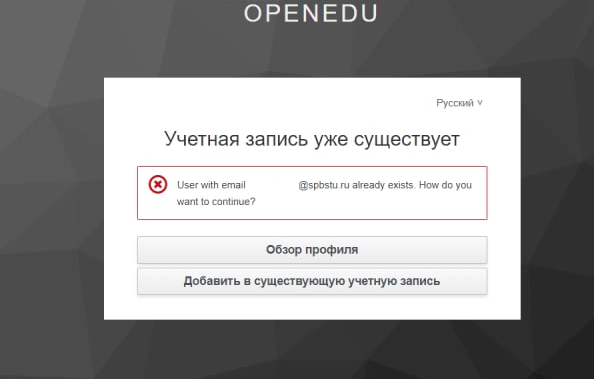 OPENEDU
Русский ˅
Учетная запись уже существует
User with email @spbstu.ru already exists. How do you
want to continue?
Обзор профиля
Добавить в существующую учетную запись